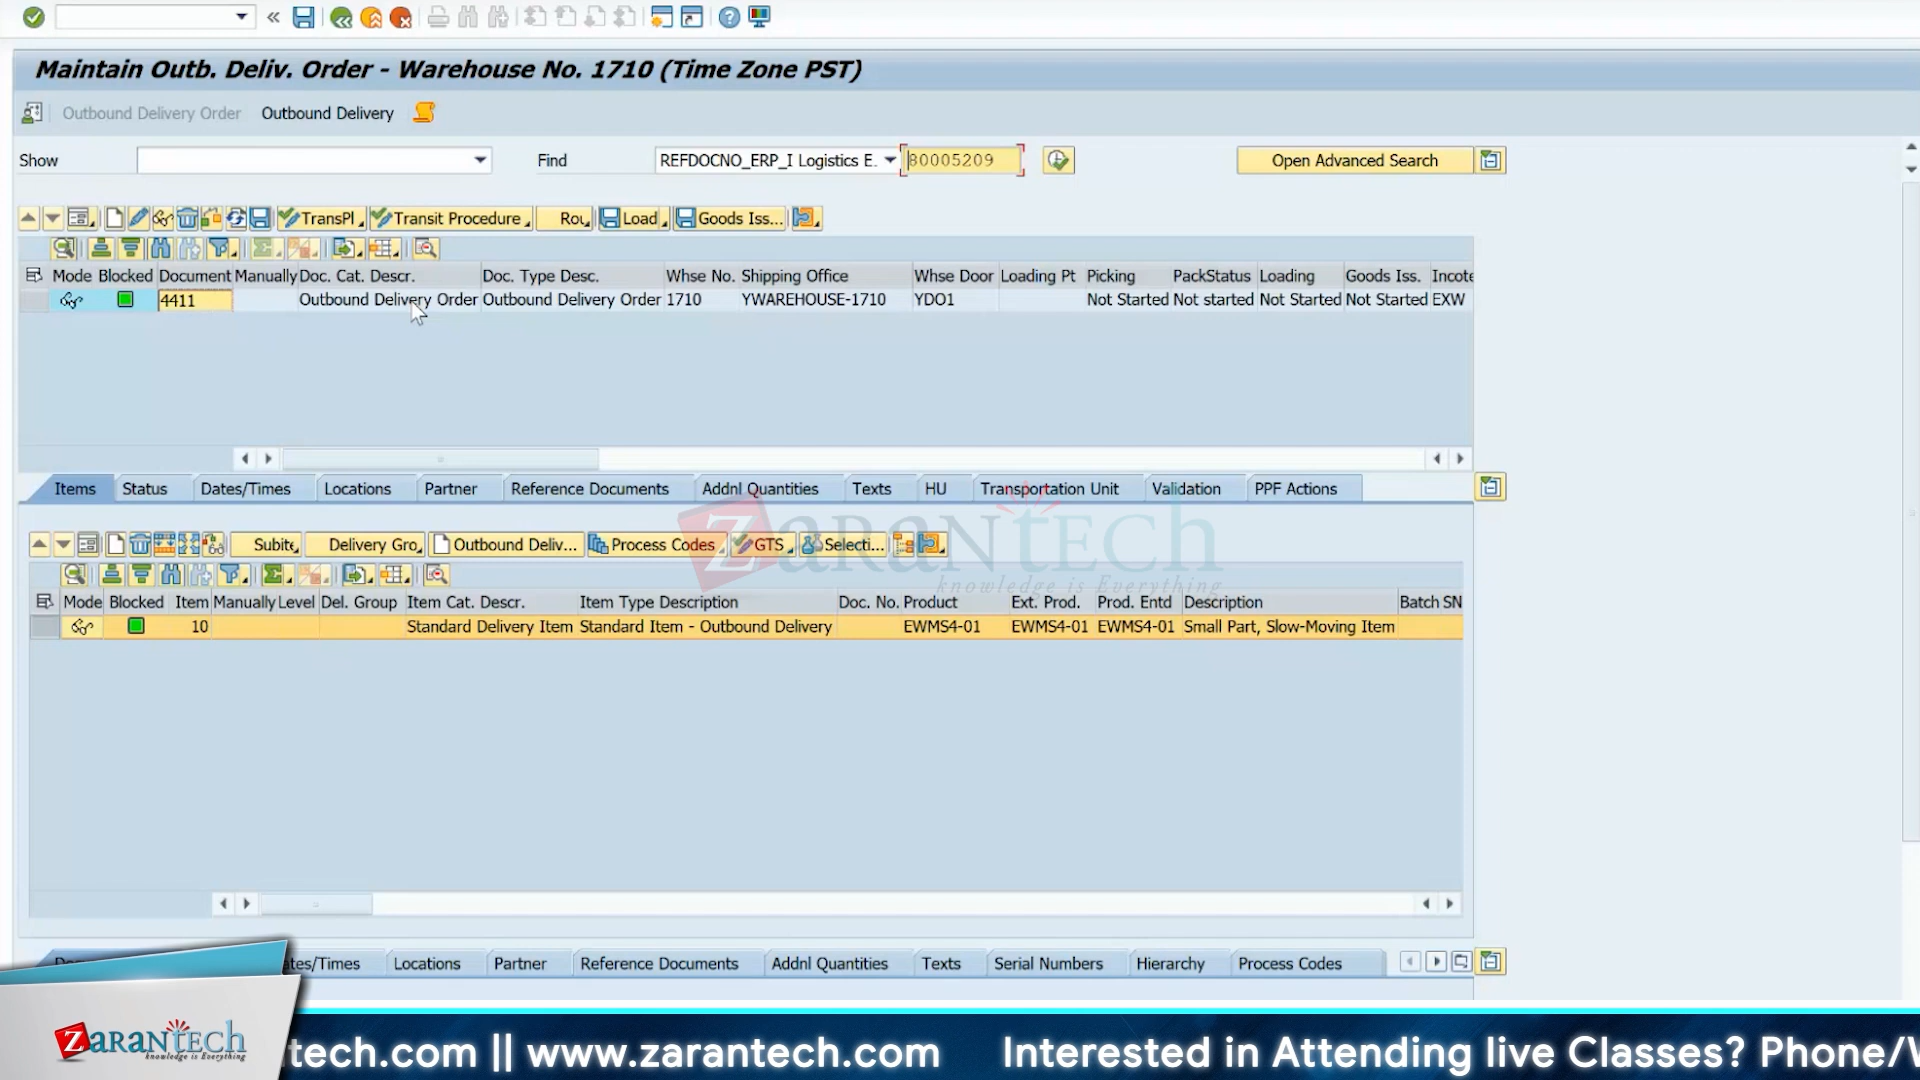 Maintain Outb. Deliv. Order - Warehouse No. 1710 (Time Zone PST)
Outbound Delivery Order Outbound Delivery
Show Find REFDOCNO_ERP_I Logistics E. 80005209 Open Advanced Search
TransPl Transit Procedure Rou Load Goods Iss...
Mode Blocked Document Manually Doc. Cat. Descr. Doc. Type Desc. Whse No. Shipping Office Whse Door Loading Pt Picking PackStatus Loading Goods Iss. Incote
4411 Outbound Delivery Order Outbound Delivery Order 1710 YWAREHOUSE-1710 YDO1 Not Started Not started Not Started Not Started EXW
Items Status Dates/Times Locations Partner Reference Documents Addnl Quantities Texts HU Transportation Unit Validation PPF Actions
zarantech
knowledge is Everything
Subite Delivery Gro Outbound Deliv... Process Codes GTS Selecti...
Mode Blocked Item Manually Level Del. Group Item Cat. Descr. Item Type Description Doc. No. Product Ext. Prod. Prod. Entd Description Batch SN
10 Standard Delivery Item Standard Item - Outbound Delivery EWMS4-01 EWMS4-01 EWMS4-01 Small Part, Slow-Moving Item
ates/Times Locations Partner Reference Documents Addnl Quantities Texts Serial Numbers Hierarchy Process Codes
zarantech
knowledge is Everything
tech.com || www.zarantech.com Interested in Attending live Classes? Phone/W